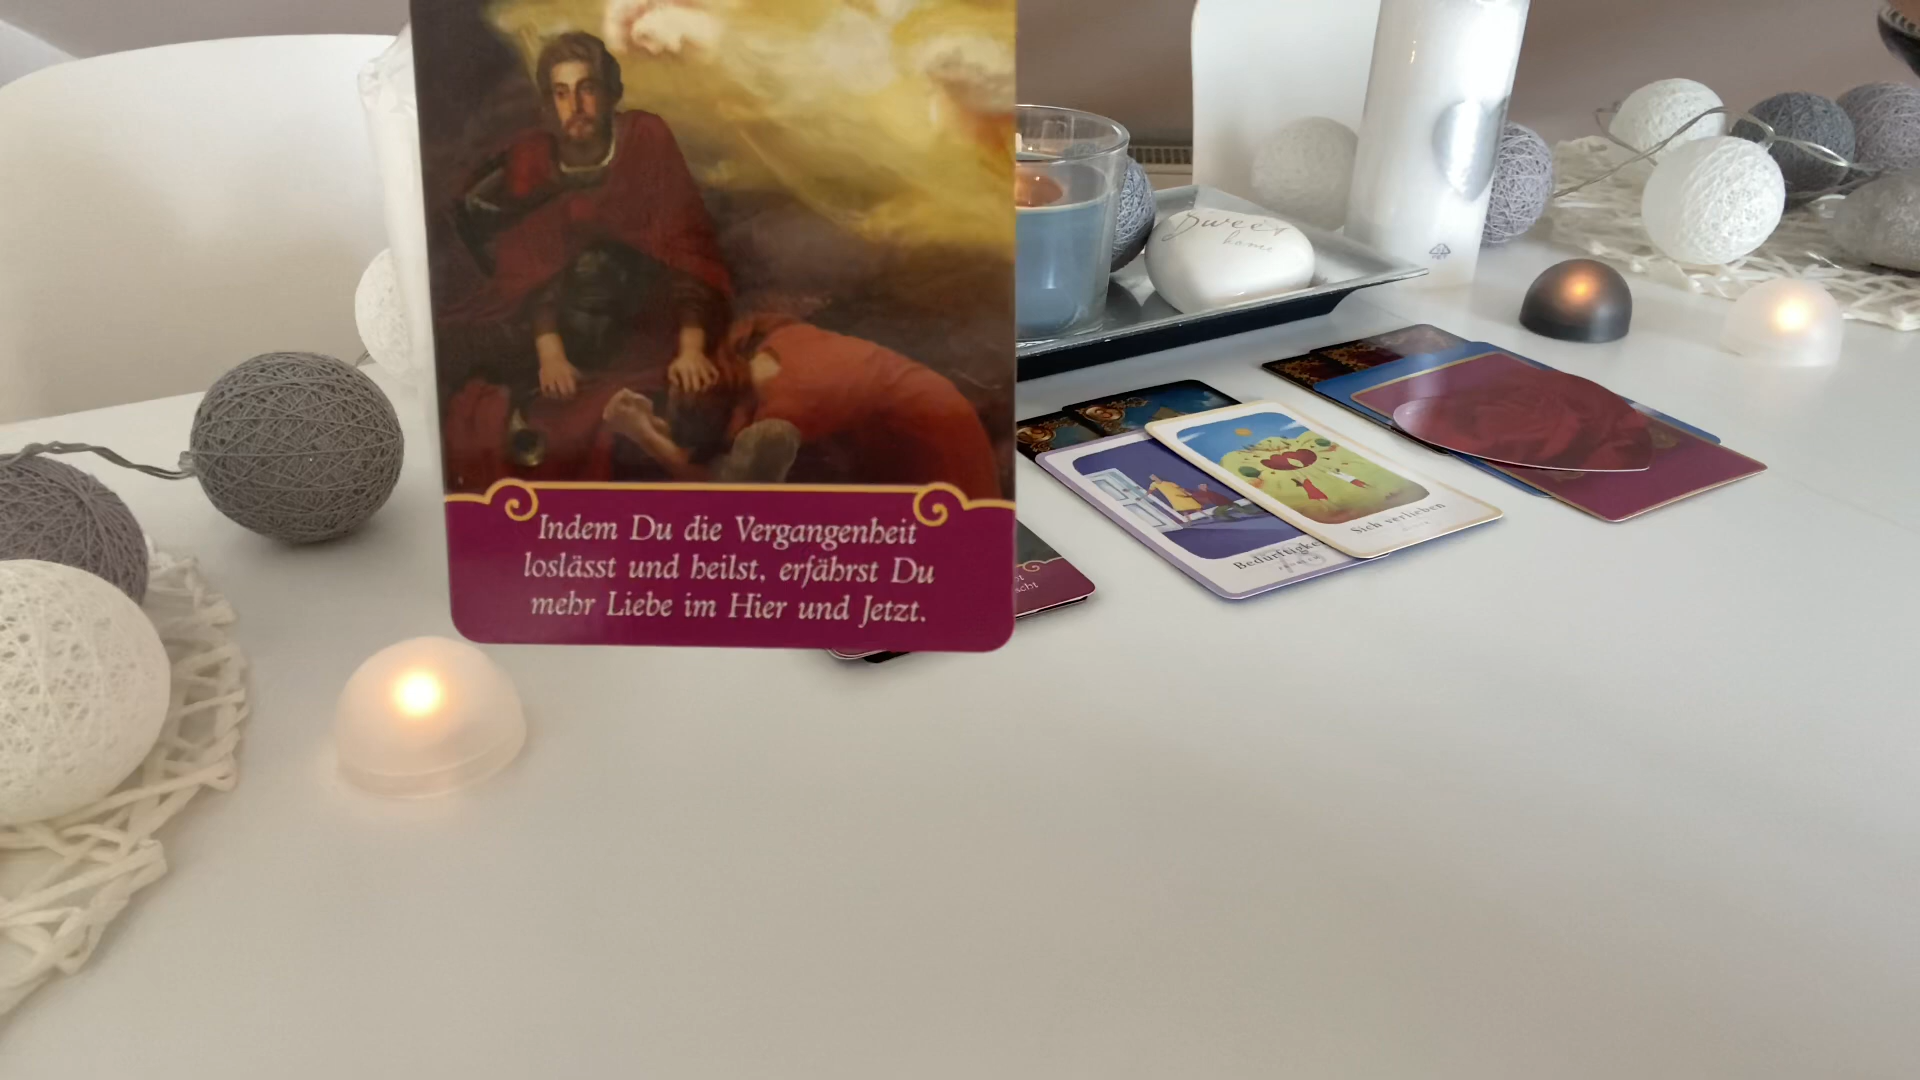 Indem Du die Vergangenheit
loslässt und heilst, erfährst Du
mehr Liebe im Hier und Jetzt.
Sweet
home
Sich verlieben